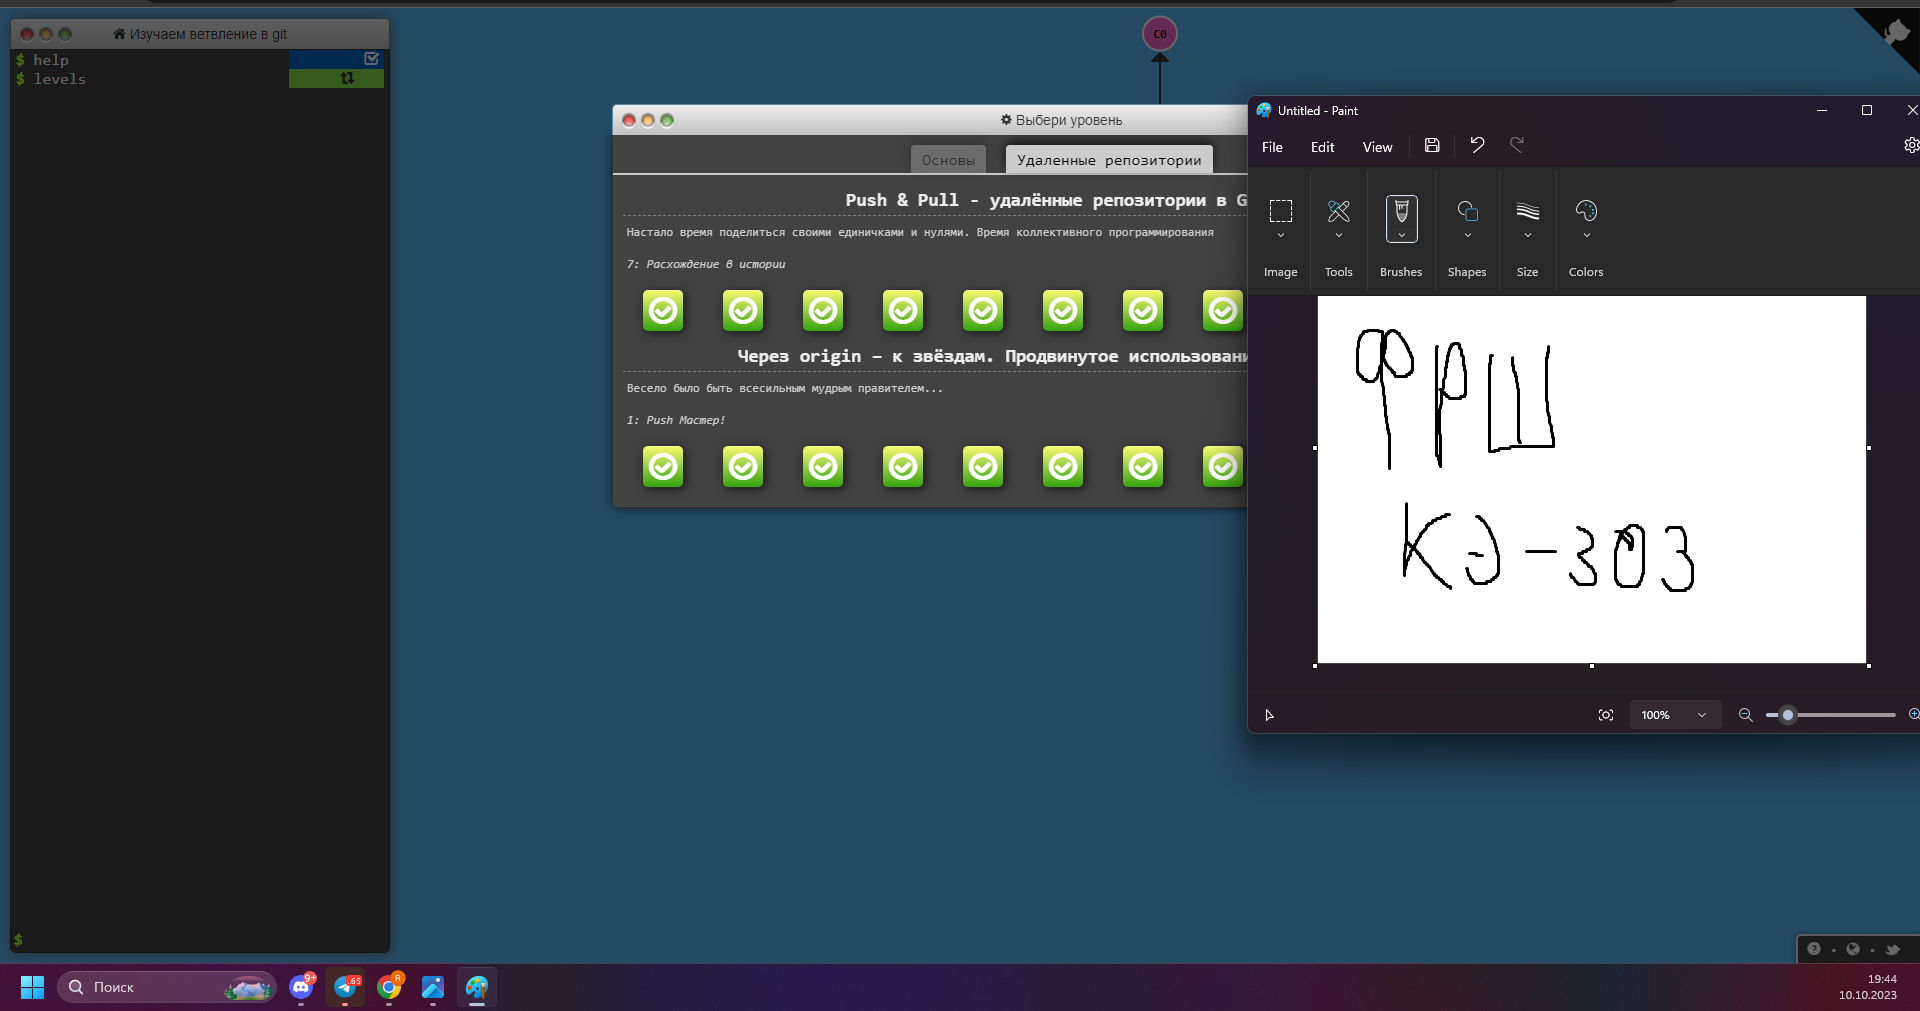 Изучаем ветвление в git
$ help
$ levels
$
C0
Выбери уровень
Основы
Удаленные репозитории
Push & Pull - удалённые репозитории в G
Настало время поделиться своими единичками и нулями. Время коллективного программирования
7: Расхождение в истории
Через origin – к звёздам. Продвинутое использовани
Весело было быть всесильным мудрым правителем...
1: Push Мастер!
Untitled - Paint
File Edit View
Image Tools Brushes Shapes Size Colors
ФРШ
КЭ-303
100%
Поиск
9+
65
R
19:44
10.10.2023